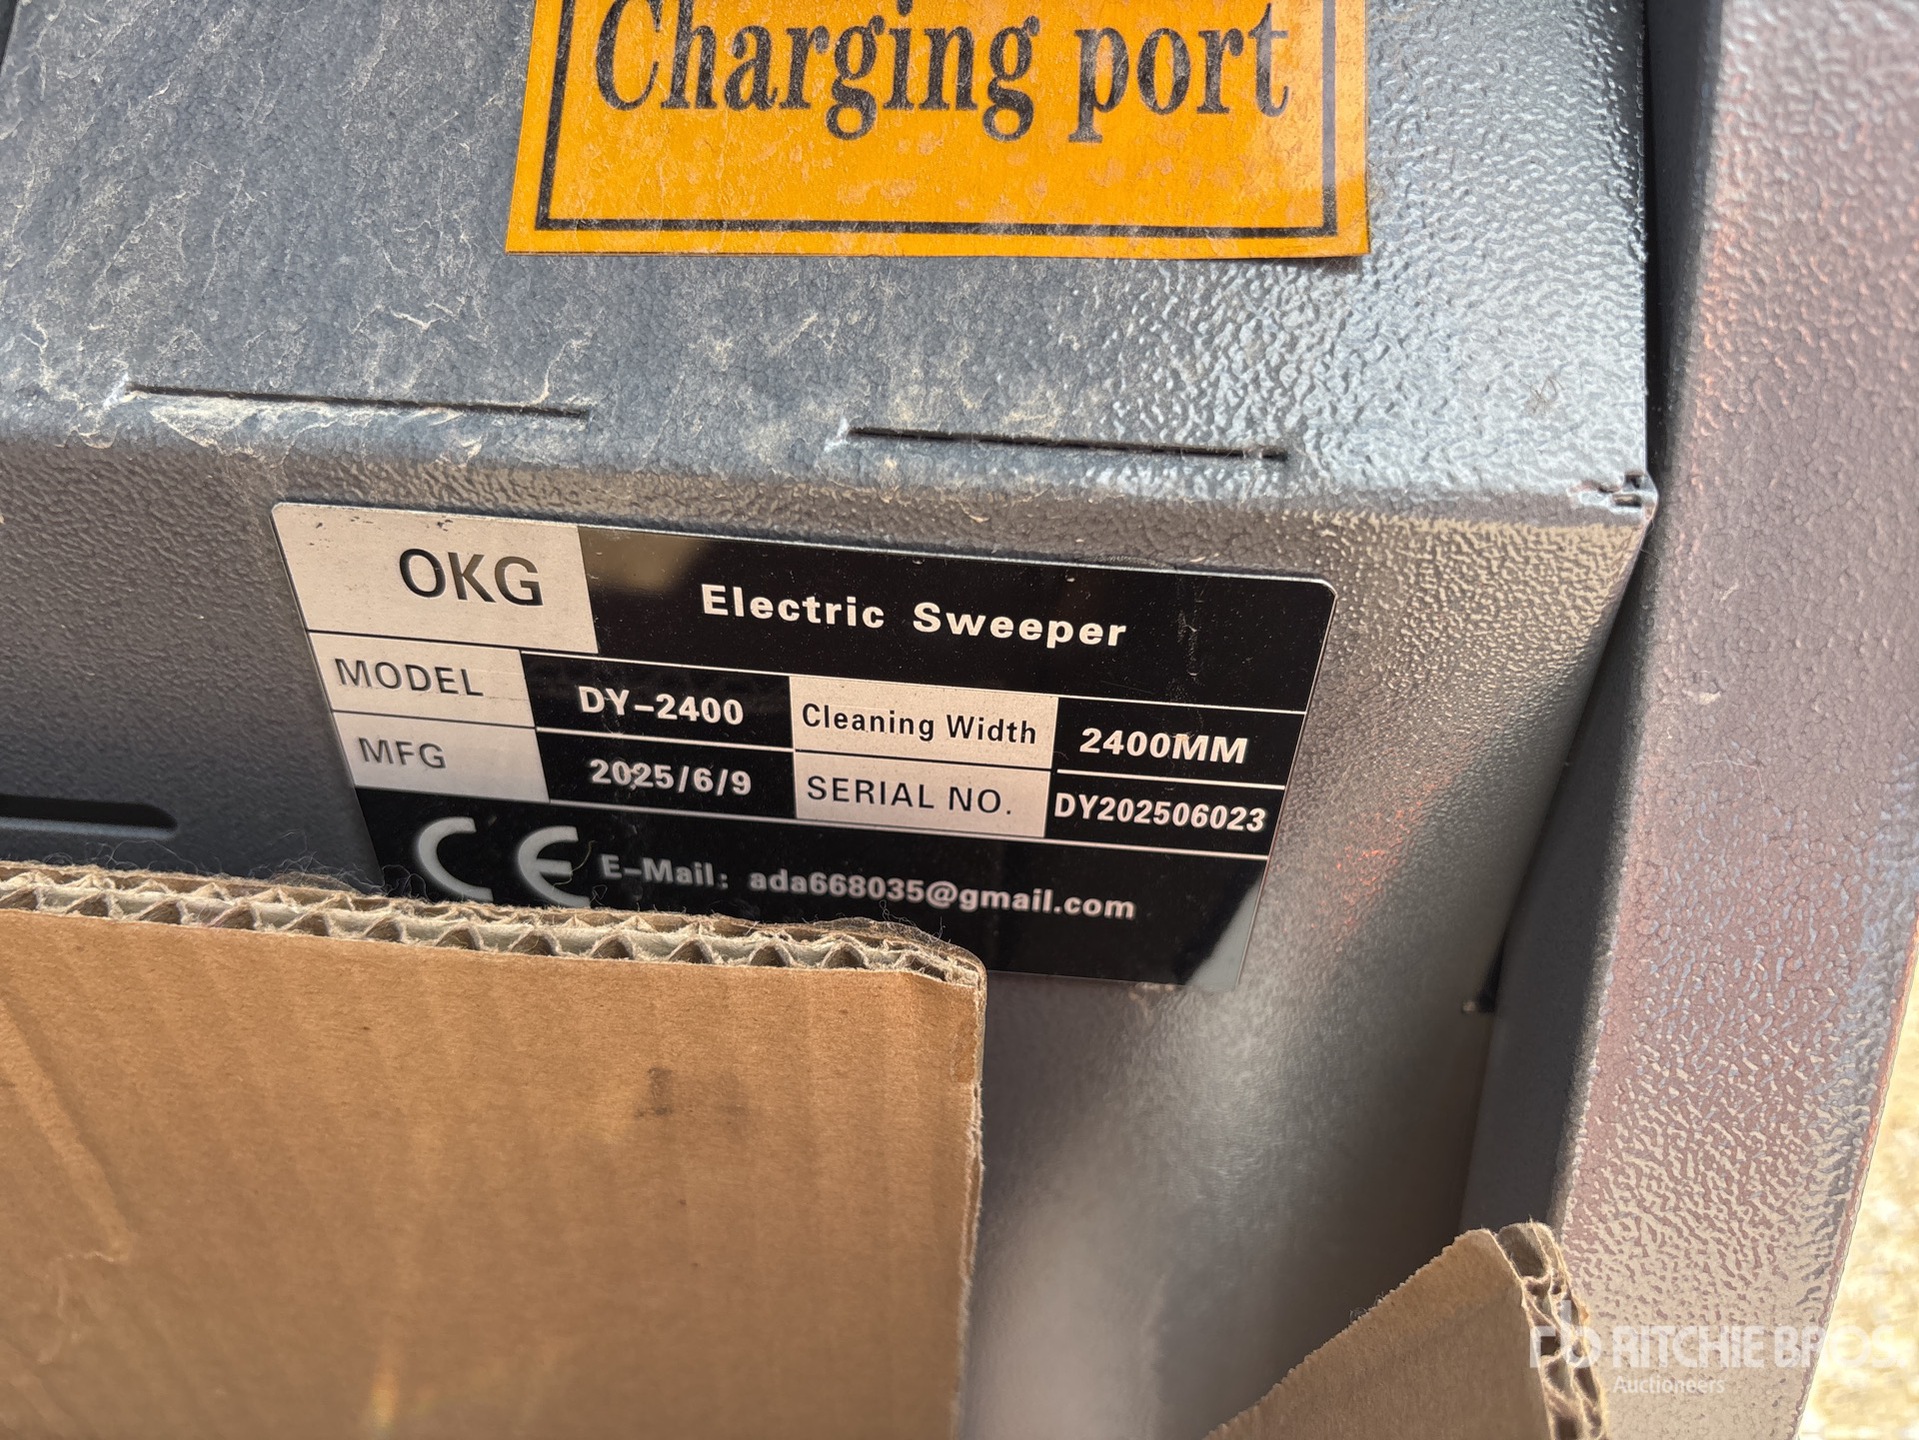 Charging port
OKG Electric Sweeper
MODEL DY-2400 Cleaning Width 2400MM
MFG 2025/6/9 SERIAL NO. DY202506023
CE E-Mail: ada668035@gmail.com
RITCHIE BROS.
Auctioneers